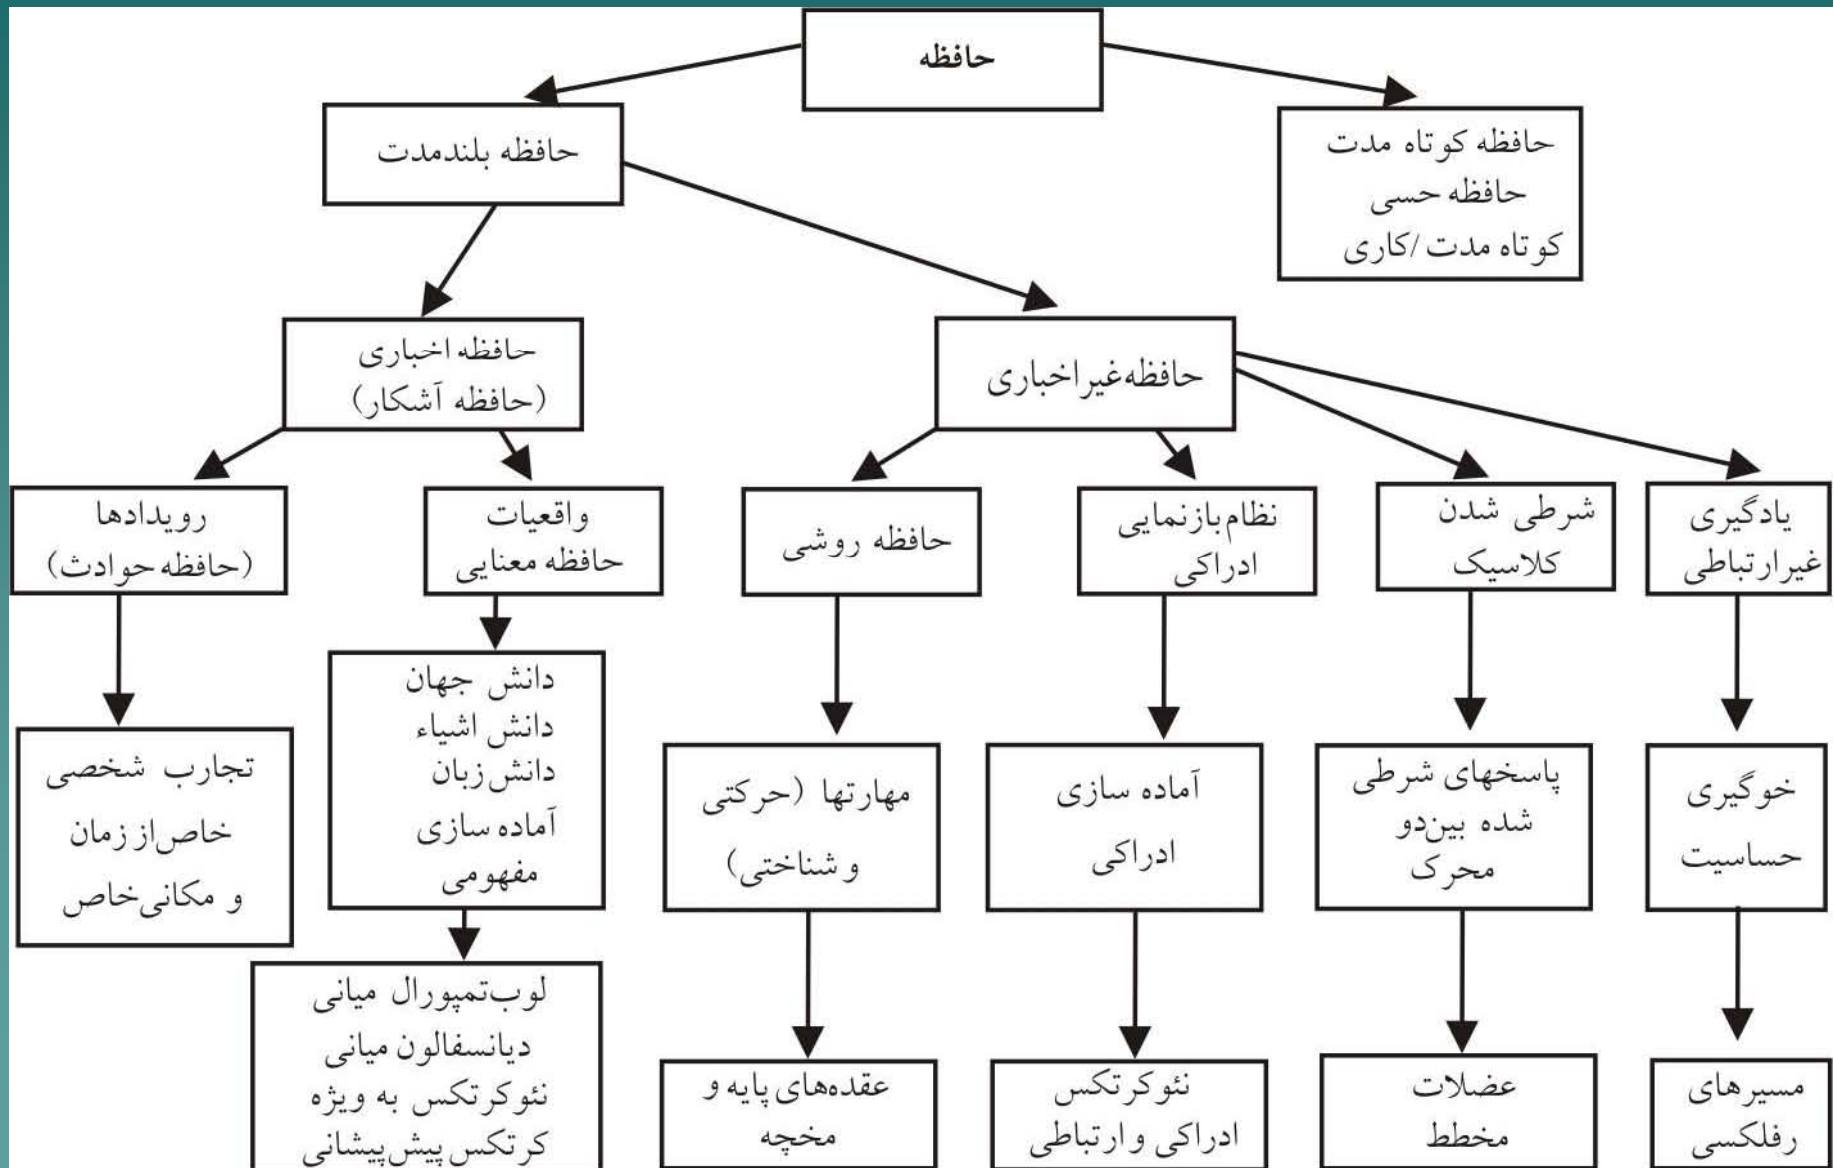 حافظه
حافظه کوتاه مدت
حافظه حسی
کوتاه مدت/کاری
حافظه بلندمدت
حافظه غیراخباری
حافظه اخباری
(حافظه آشکار)
یادگیری
غیرارتباطی
شرطی شدن
کلاسیک
نظام بازنمایی
ادراکی
حافظه روشی
واقعیات
حافظه معنایی
رویدادها
(حافظه حوادث)
خوگیری
حساسیت
پاسخهای شرطی
شده بین دو
محرک
آماده سازی
ادراکی
مهارتها (حرکتی
و شناختی)
دانش جهان
دانش اشیاء
دانش زبان
آماده سازی
مفهومی
تجارب شخصی
خاص از زمان
و مکانی خاص
مسیرهای
رفلکسی
عضلات
مخطط
نئوکرتکس
ادراکی و ارتباطی
عقده‌های پایه و
مخچه
لوب تمپورال میانی
دیانسفالون میانی
نئوکرتکس به ویژه
کرتکس پیش‌پیشانی